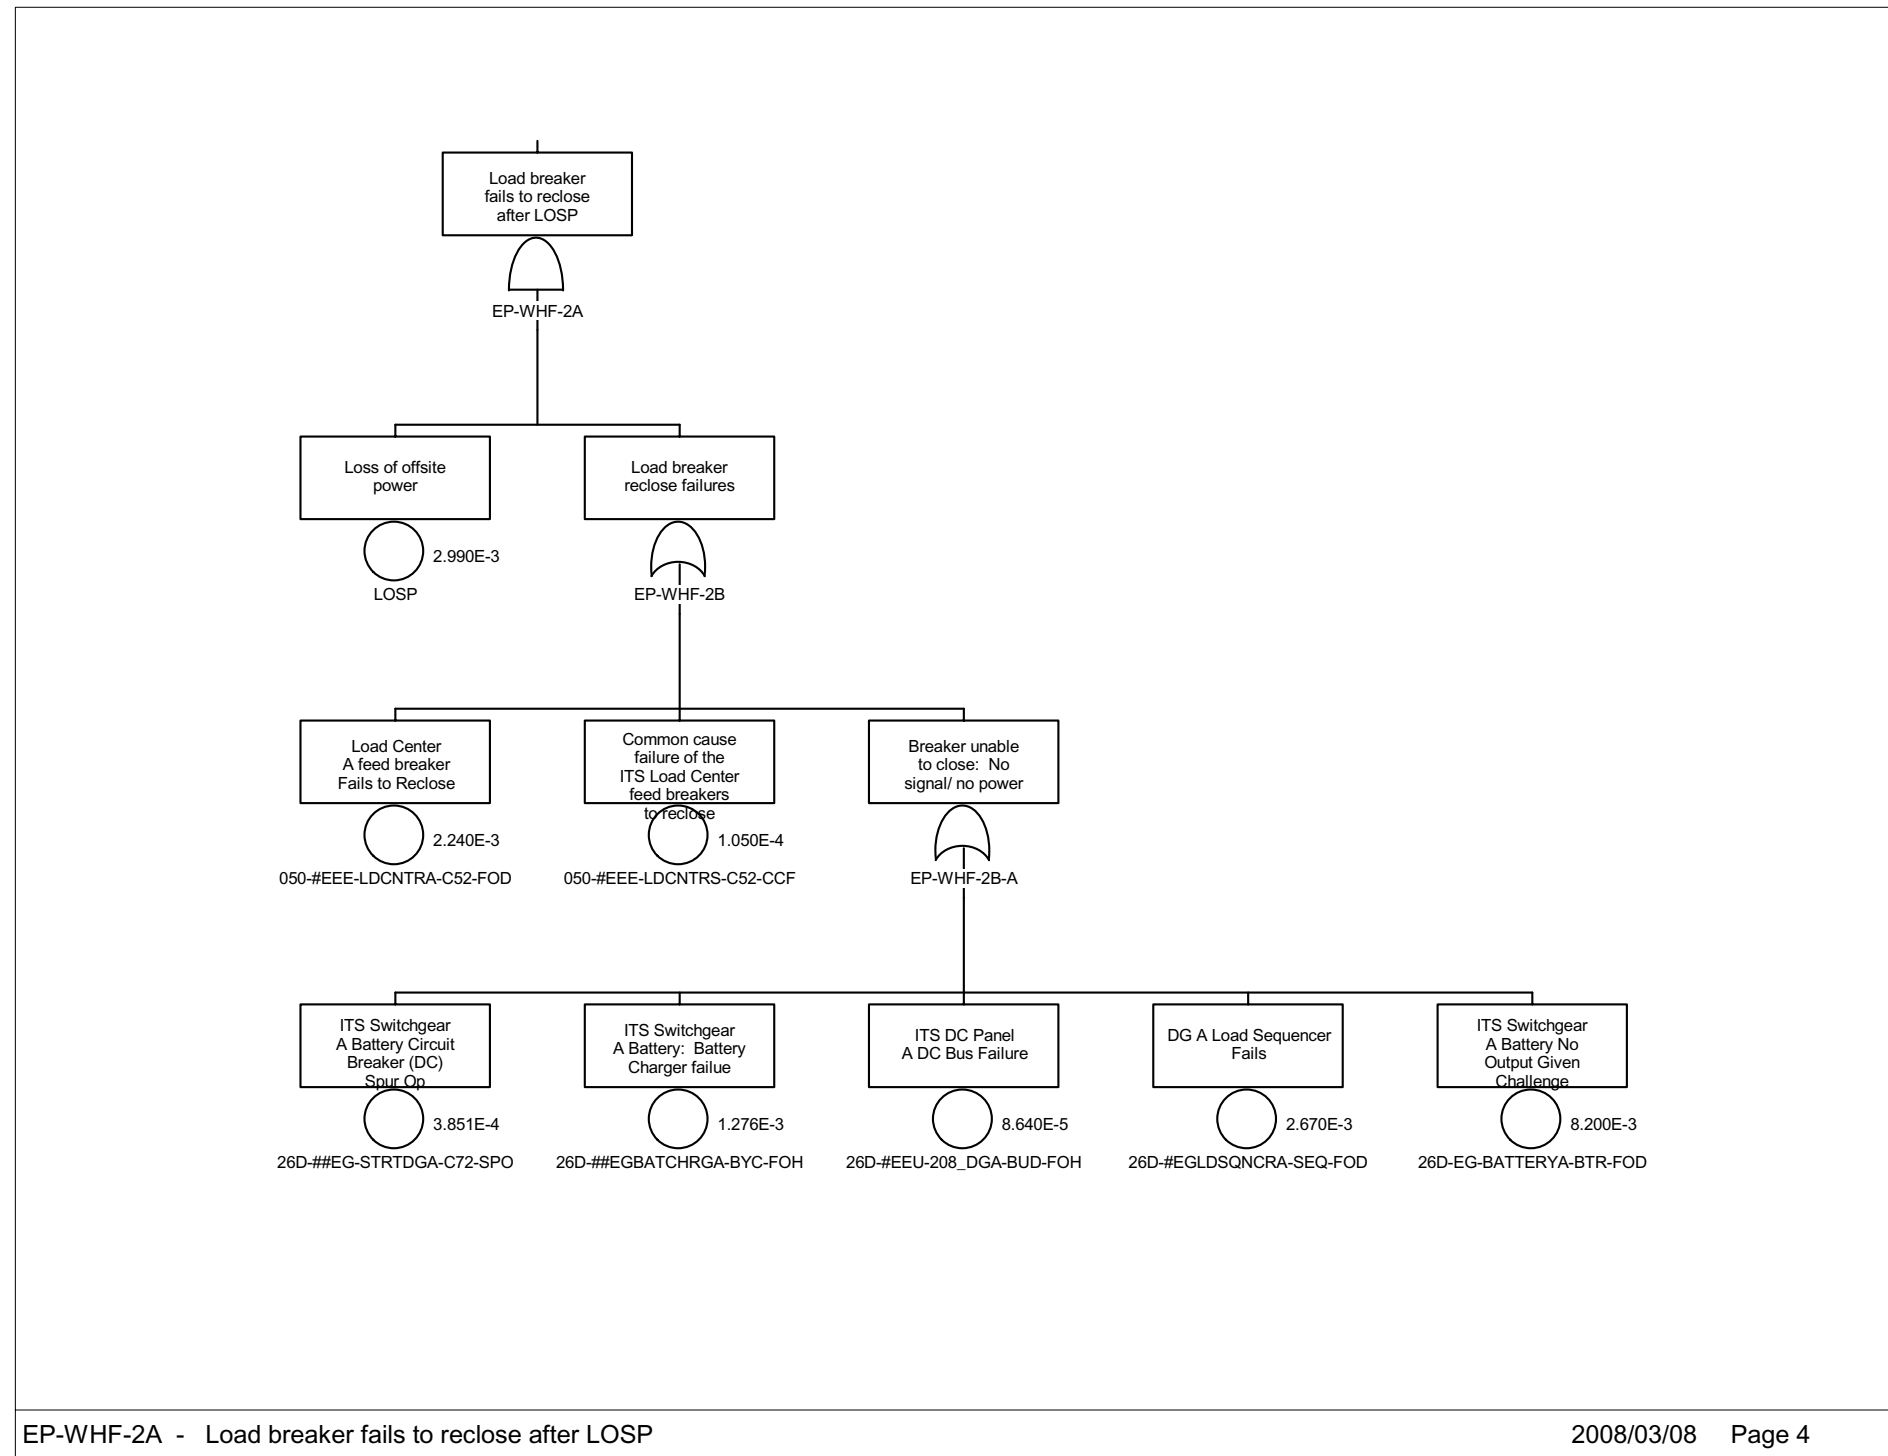 Load breaker
fails to reclose
after LOSP
EP-WHF-2A
Loss of offsite
power
2.990E-3
LOSP
Load breaker
reclose failures
EP-WHF-2B
Load Center
A feed breaker
Fails to Reclose
2.240E-3
050-#EEE-LDCNTRA-C52-FOD
Common cause
failure of the
ITS Load Center
feed breakers
to reclose
1.050E-4
050-#EEE-LDCNTRS-C52-CCF
Breaker unable
to close:  No
signal/ no power
EP-WHF-2B-A
ITS Switchgear
A Battery Circuit
Breaker (DC)
Spur Op
3.851E-4
26D-##EG-STRTDGA-C72-SPO
ITS Switchgear
A Battery:  Battery
Charger failue
1.276E-3
26D-##EGBATCHRGA-BYC-FOH
ITS DC Panel
A DC Bus Failure
8.640E-5
26D-#EEU-208_DGA-BUD-FOH
DG A Load Sequencer
Fails
2.670E-3
26D-#EGLDSQNCRA-SEQ-FOD
ITS Switchgear
A Battery No
Output Given
Challenge
8.200E-3
26D-EG-BATTERYA-BTR-FOD
EP-WHF-2A  -   Load breaker fails to reclose after LOSP
2008/03/08    Page 4